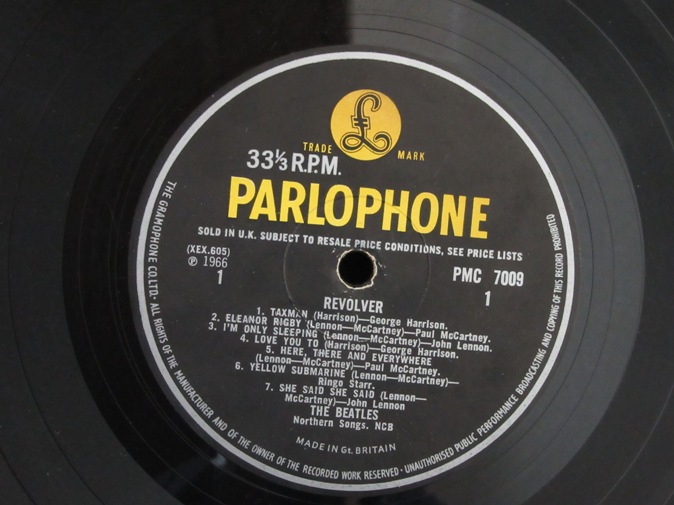 £
TRADE MARK
33⅓ R.P.M.
PARLOPHONE
SOLD IN U.K. SUBJECT TO RESALE PRICE CONDITIONS, SEE PRICE LISTS
(XEX.605)
℗ 1966
1
PMC 7009
1
REVOLVER
1. TAXMAN (Harrison)—George Harrison.
2. ELEANOR RIGBY (Lennon—McCartney)—Paul McCartney.
3. I'M ONLY SLEEPING (Lennon—McCartney)—John Lennon.
4. LOVE YOU TO (Harrison)—George Harrison.
5. HERE, THERE AND EVERYWHERE
(Lennon—McCartney)—Paul McCartney.
6. YELLOW SUBMARINE (Lennon—McCartney)—
Ringo Starr.
7. SHE SAID SHE SAID (Lennon—
McCartney)—John Lennon
THE BEATLES
Northern Songs. NCB
MADE IN Gt. BRITAIN
THE GRAMOPHONE CO. LTD. · ALL RIGHTS OF THE MANUFACTURER AND OF THE OWNER OF THE RECORDED WORK RESERVED · UNAUTHORISED PUBLIC PERFORMANCE BROADCASTING AND COPYING OF THIS RECORD PROHIBITED